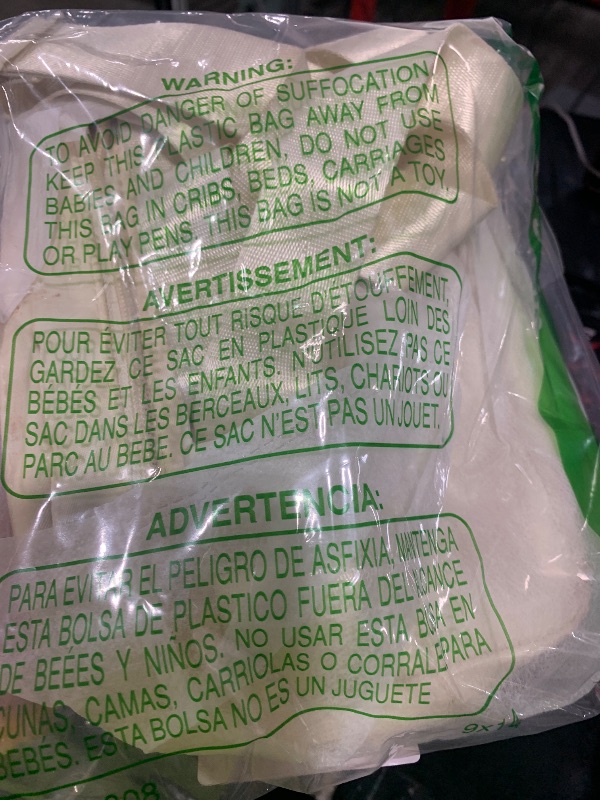 WARNING:
TO AVOID DANGER OF SUFFOCATION
KEEP THIS PLASTIC BAG AWAY FROM
BABIES AND CHILDREN, DO NOT USE
THIS BAG IN CRIBS, BEDS, CARRIAGES
OR PLAY PENS. THIS BAG IS NOT A TOY.
AVERTISSEMENT:
POUR ÉVITER TOUT RISQUE D'ÉTOUFFEMENT,
GARDEZ CE SAC EN PLASTIQUE LOIN DES
BÉBÉS ET LES ENFANTS. N'UTILISEZ PAS CE
SAC DANS LES BERCEAUX, LITS, CHARIOTS OU
PARC AU BEBE. CE SAC N'EST PAS UN JOUET.
ADVERTENCIA:
PARA EVITAR EL PELIGRO DE ASFIXIA, MANTENGA
ESTA BOLSA DE PLASTICO FUERA DEL ALCANCE
DE BEÉES Y NIÑOS. NO USAR ESTA BOLSA EN
CUNAS, CAMAS, CARRIOLAS O CORRALE PARA
BEBÉS. ESTA BOLSA NO ES UN JUGUETE